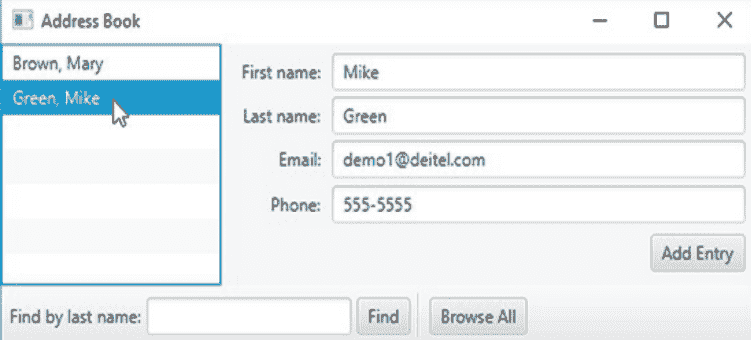 Address Book
Brown, Mary
Green, Mike
First name: Mike
Last name: Green
Email: demo1@deitel.com
Phone: 555-5555
Add Entry
Find by last name: Find Browse All